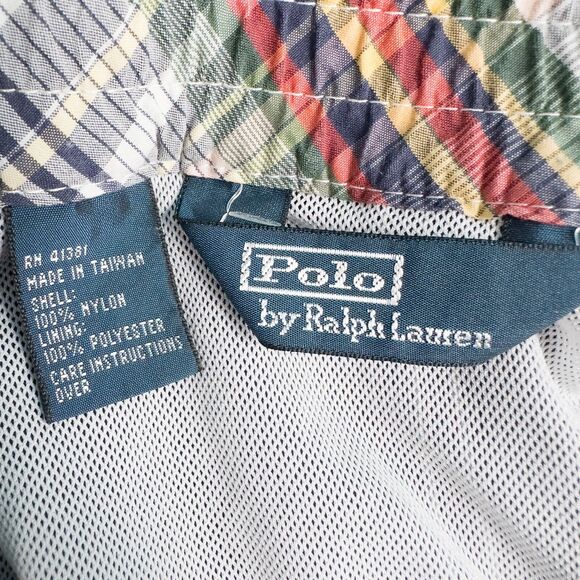 RN 41381
MADE IN TAIWAN
SHELL:
100% NYLON
LINING:
100% POLYESTER
CARE INSTRUCTIONS
OVER
Polo
by Ralph Lauren